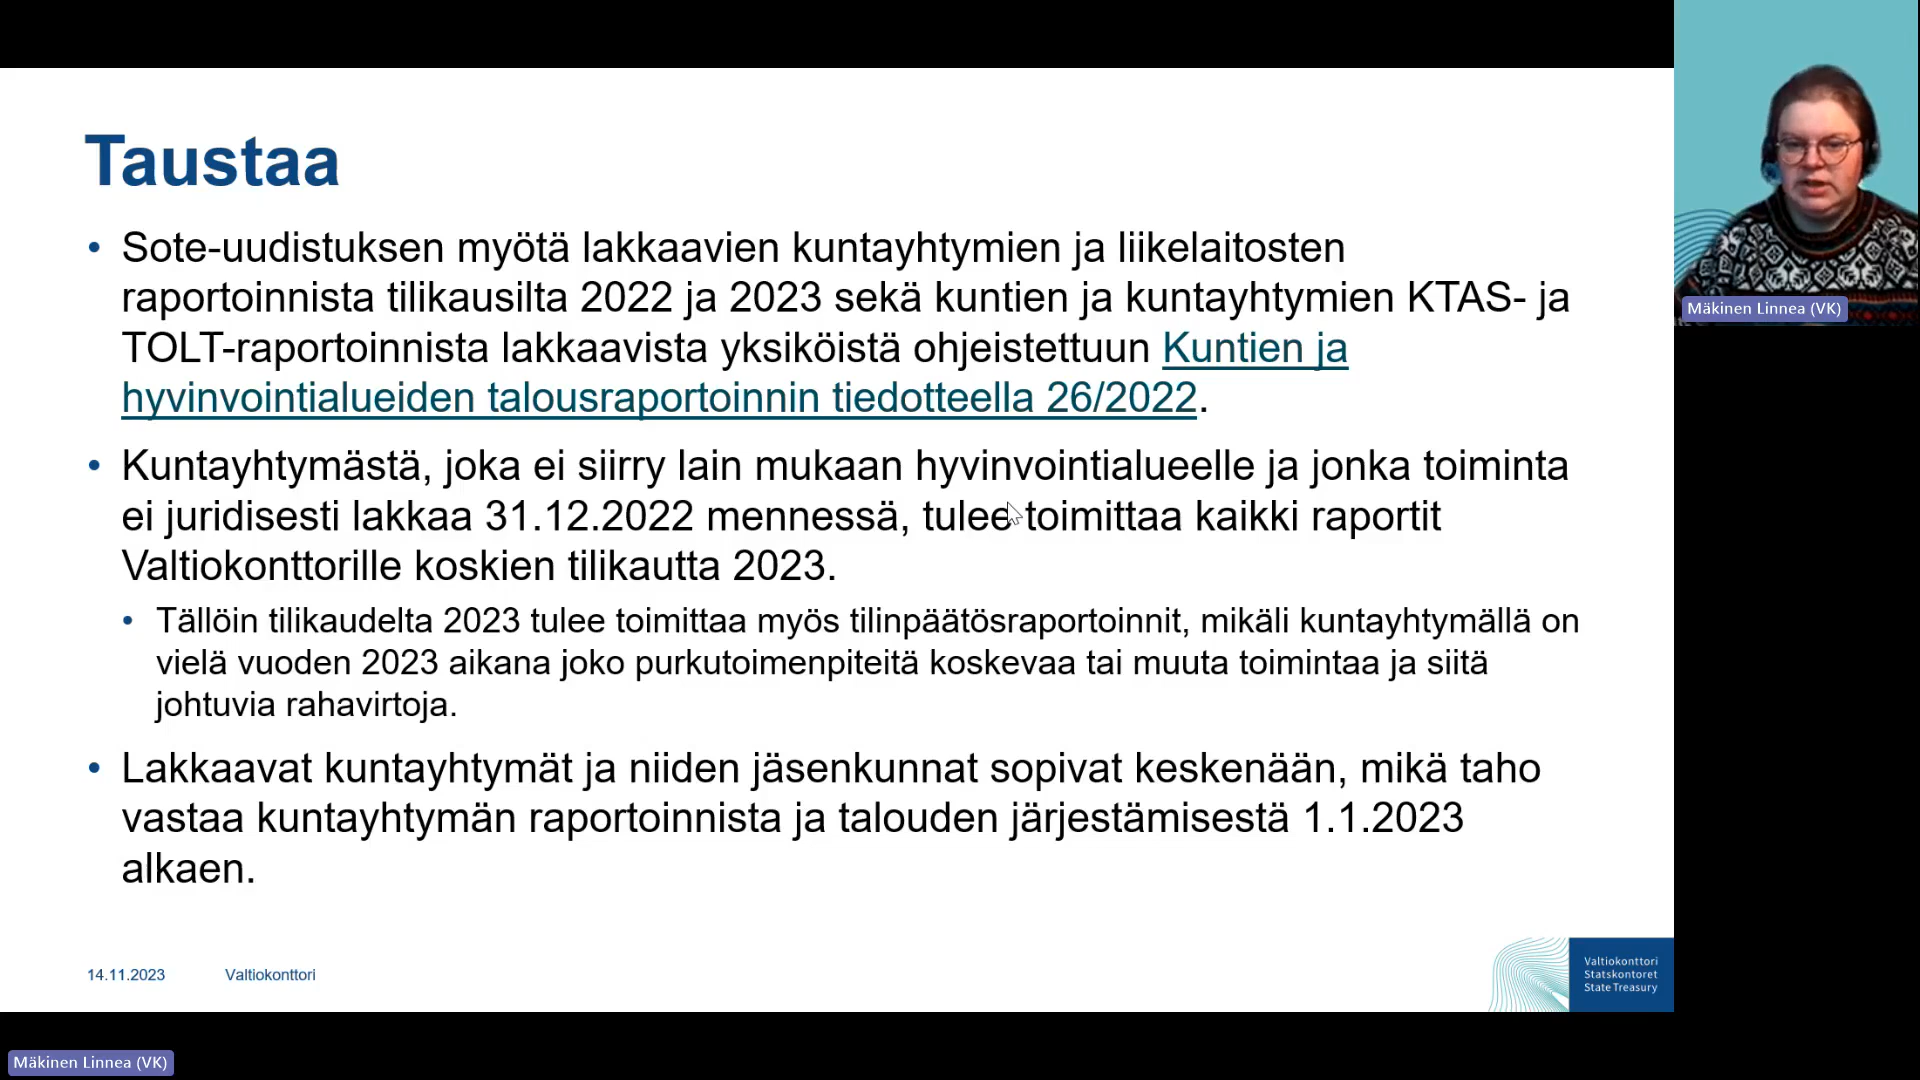 Taustaa
• Sote-uudistuksen myötä lakkaavien kuntayhtymien ja liikelaitosten
raportoinnista tilikausilta 2022 ja 2023 sekä kuntien ja kuntayhtymien KTAS- ja
TOLT-raportoinnista lakkaavista yksiköistä ohjeistettuun Kuntien ja
hyvinvointialueiden talousraportoinnin tiedotteella 26/2022.
• Kuntayhtymästä, joka ei siirry lain mukaan hyvinvointialueelle ja jonka toiminta
ei juridisesti lakkaa 31.12.2022 mennessä, tulee toimittaa kaikki raportit
Valtiokonttorille koskien tilikautta 2023.
• Tällöin tilikaudelta 2023 tulee toimittaa myös tilinpäätösraportoinnit, mikäli kuntayhtymällä on
vielä vuoden 2023 aikana joko purkutoimenpiteitä koskevaa tai muuta toimintaa ja siitä
johtuvia rahavirtoja.
• Lakkaavat kuntayhtymät ja niiden jäsenkunnat sopivat keskenään, mikä taho
vastaa kuntayhtymän raportoinnista ja talouden järjestämisestä 1.1.2023
alkaen.
14.11.2023 Valtiokonttori
Valtiokonttori
Statskontoret
State Treasury
Mäkinen Linnea (VK)
Mäkinen Linnea (VK)